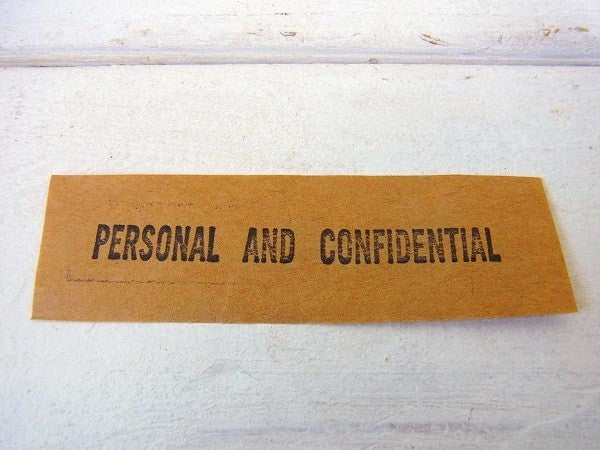 PERSONAL AND CONFIDENTIAL